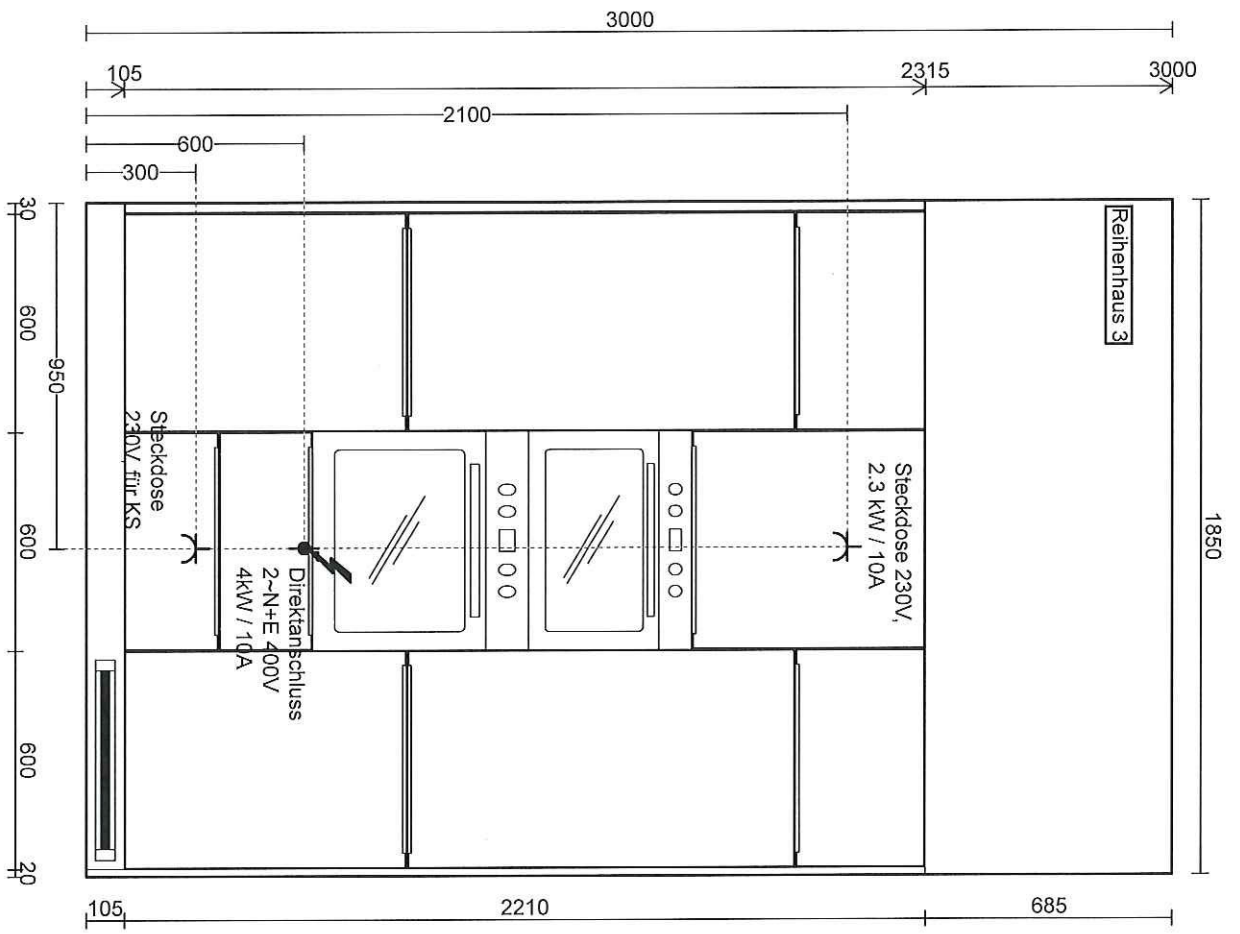 3000
105
2315
3000
2100
600
300
Reihenhaus 3
1850
30
600
600
600
20
950
Steckdose 230V,
2.3 kW / 10A
Steckdose
230V für KS
Direktanschluss
2~N+E 400V
4kW / 10A
105
2210
685